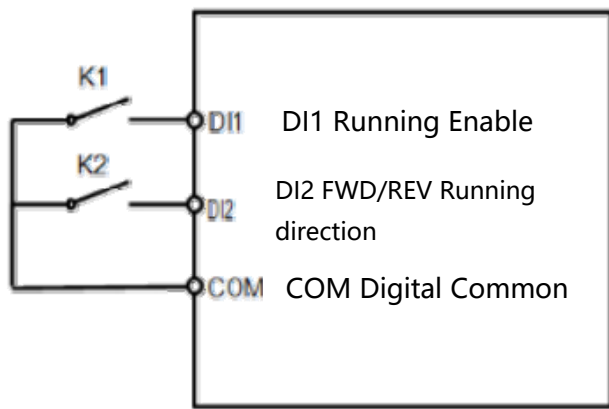 K1
DI1 DI1 Running Enable
K2
DI2 DI2 FWD/REV Running
direction
COM COM Digital Common